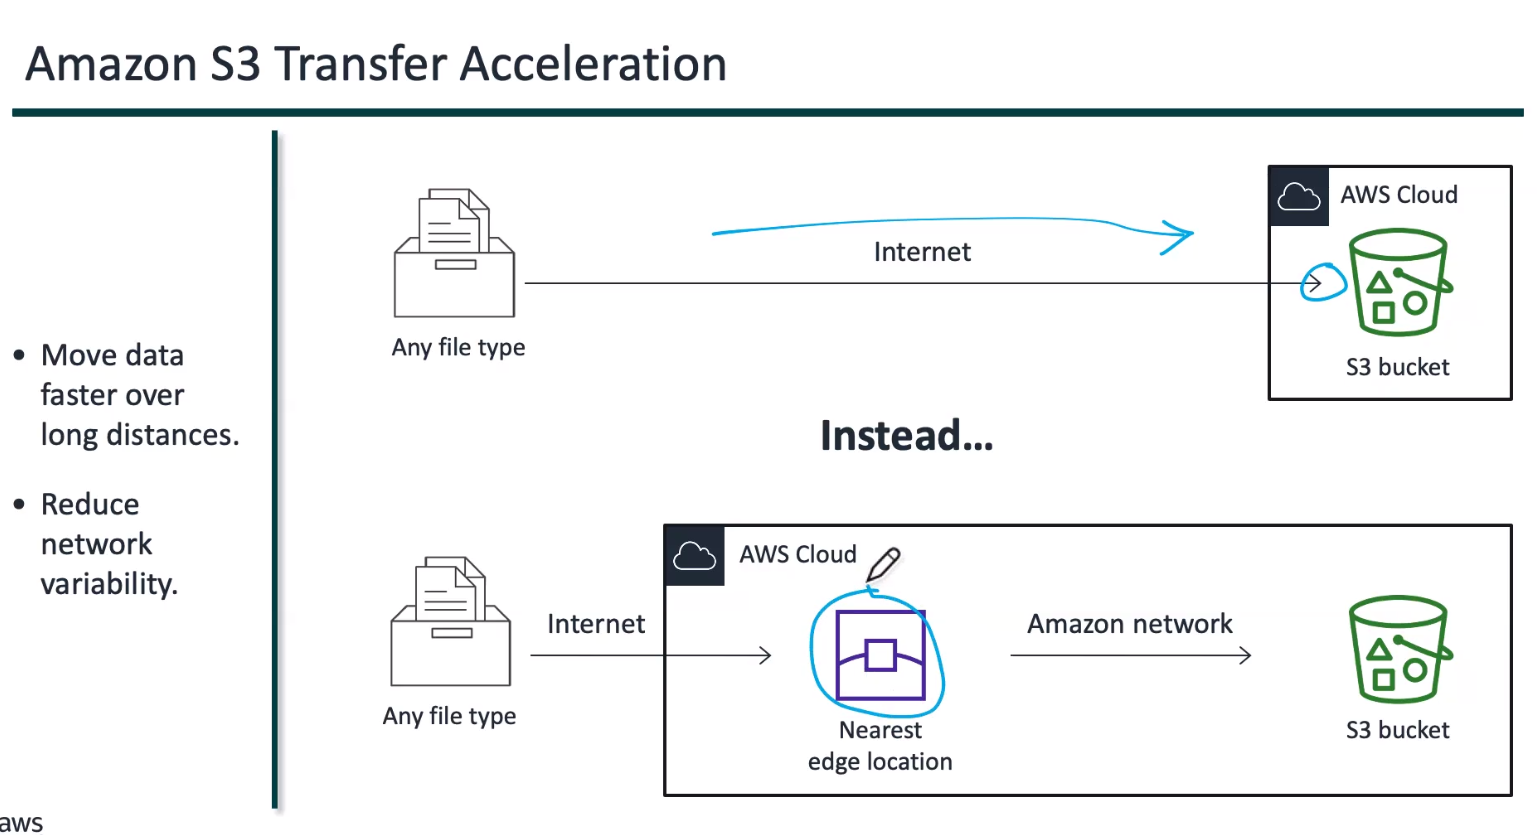 Amazon S3 Transfer Acceleration
• Move data
faster over
long distances.
• Reduce
network
variability.
Any file type
Internet
AWS Cloud
S3 bucket
Instead...
Any file type
Internet
AWS Cloud
Nearest
edge location
Amazon network
S3 bucket
aws